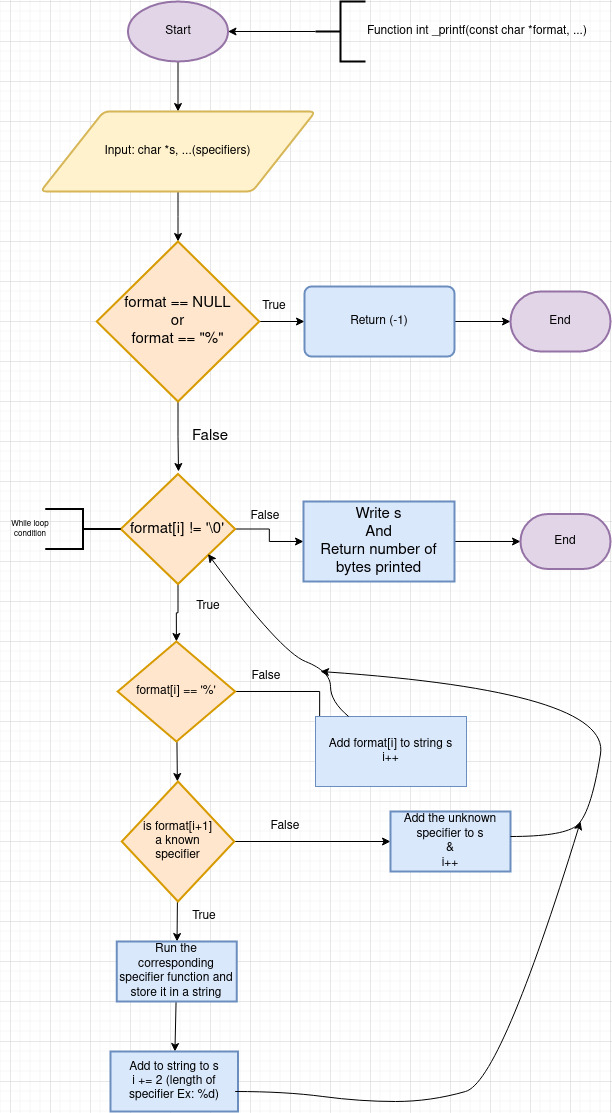 Start
Function int _printf(const char *format, ...)
Input: char *s, ...(specifiers)
format == NULL
or
format == "%"
True
Return (-1)
End
False
While loop
condition
format[i] != '\0'
False
Write s
And
Return number of
bytes printed
End
True
format[i] == '%'
False
Add format[i] to string s
i++
is format[i+1]
a known
specifier
False
Add the unknown
specifier to s
&
i++
True
Run the
corresponding
specifier function and
store it in a string
Add to string to s
i += 2 (length of
specifier Ex: %d)